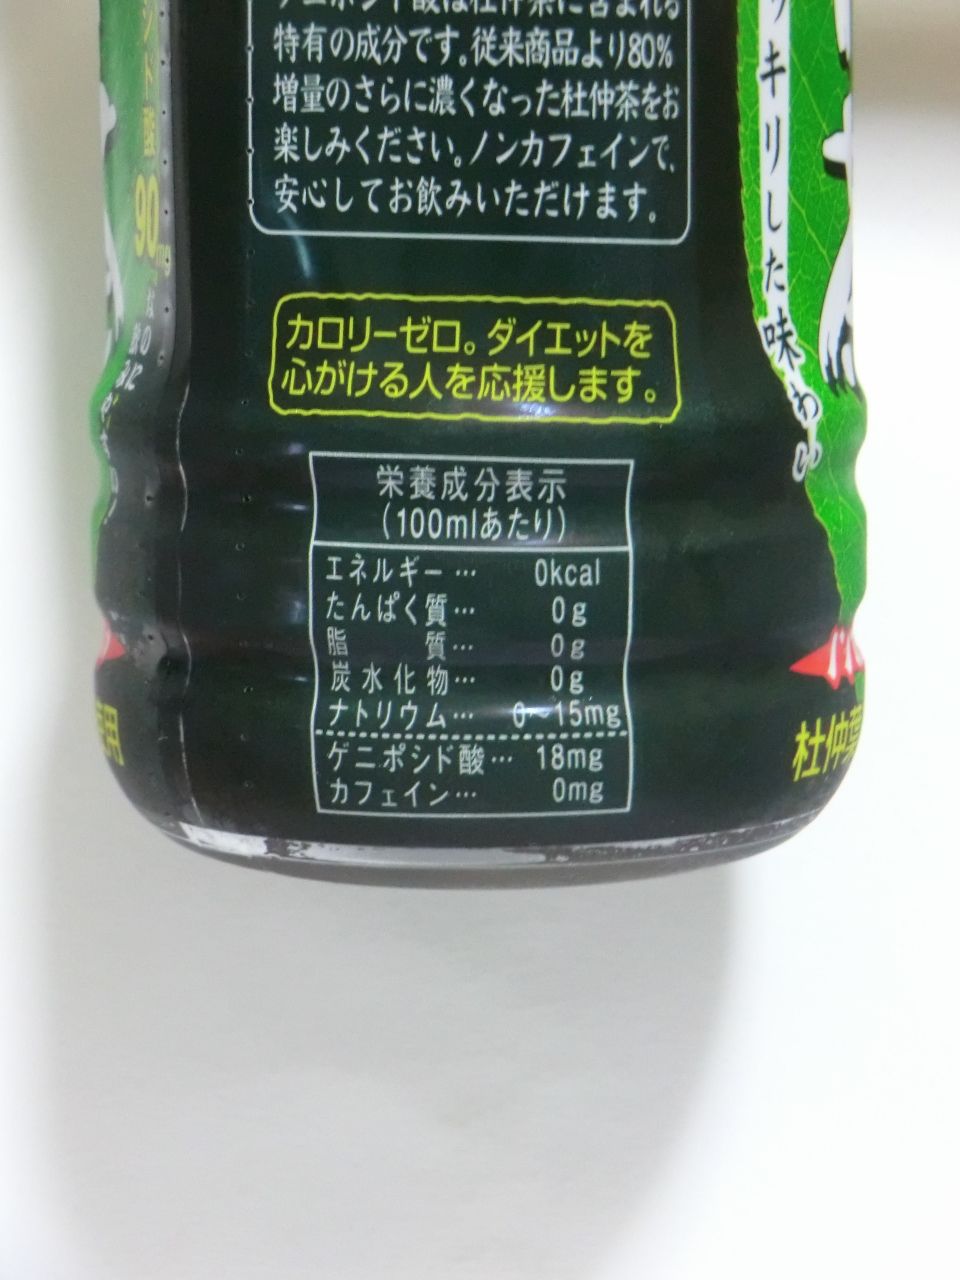 特有の成分です。従来商品より80%
増量のさらに濃くなった杜仲茶をお
楽しみください。ノンカフェインで、
安心してお飲みいただけます。
カロリーゼロ。ダイエットを
心がける人を応援します。
栄養成分表示
(100mlあたり)
エネルギー… 0kcal
たんぱく質… 0g
脂質… 0g
炭水化物… 0g
ナトリウム… 0~15mg
ゲニポシド酸… 18mg
カフェイン… 0mg
キリした味わい
杜仲葉
ド酸
90mg